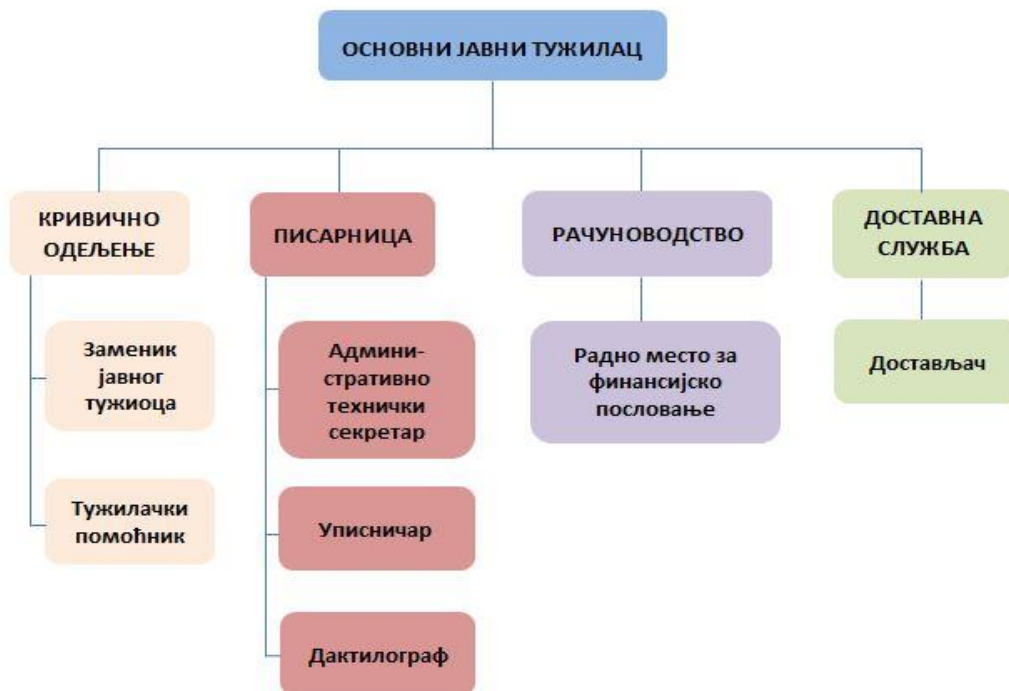 ОСНОВНИ ЈАВНИ ТУЖИЛАЦ
КРИВИЧНО
ОДЕЉЕЊЕ
ПИСАРНИЦА
РАЧУНОВОДСТВО
ДОСТАВНА
СЛУЖБА
Заменик
јавног
тужиоца
Админи-
стративно
технички
секретар
Радно место за
финансијско
пословање
Достављач
Тужилачки
помоћник
Уписничар
Дактилограф